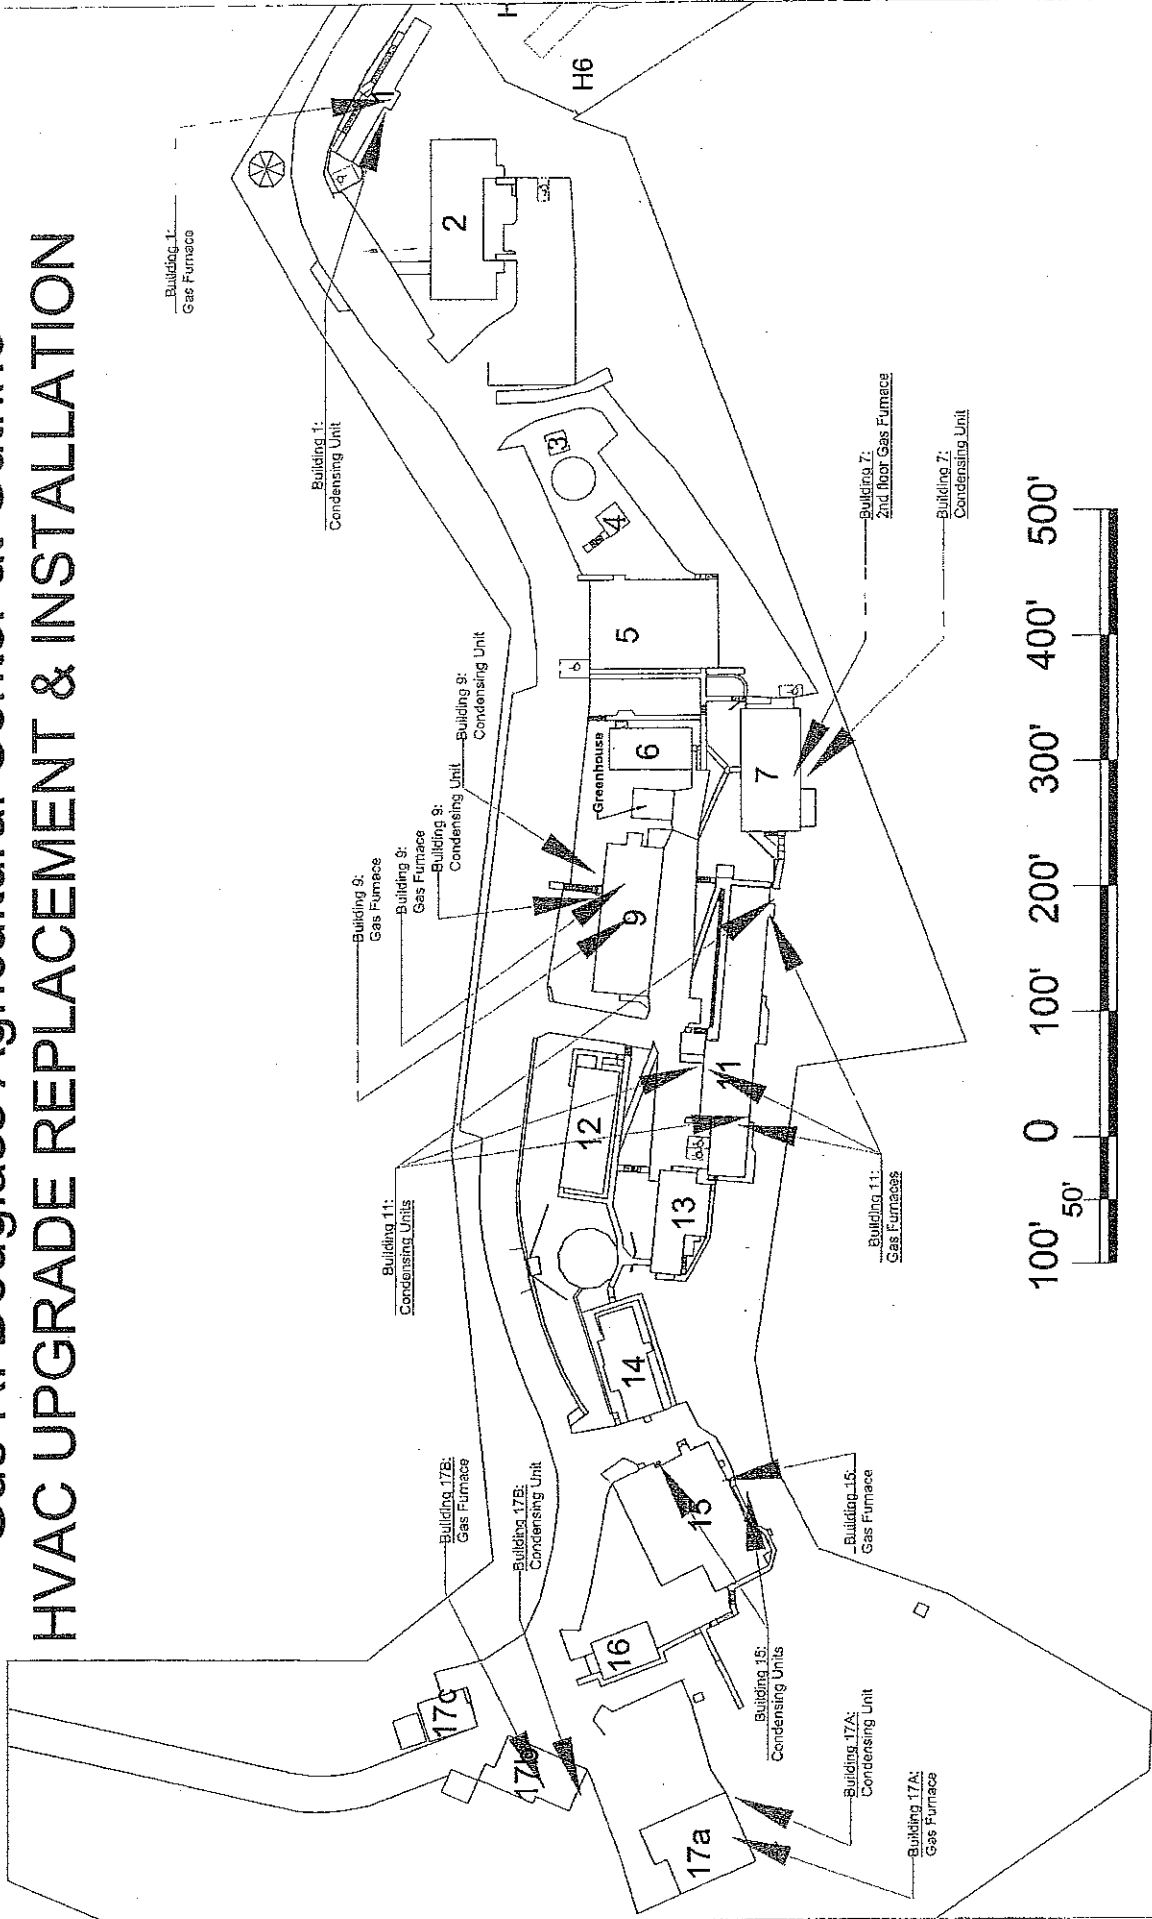 HVAC UPGRADE REPLACEMENT & INSTALLATION
Building 1:
Gas Furnace
Building 1:
Condensing Unit
H6
1
2
3
4
5
6
Greenhouse
7
Building 7:
2nd floor Gas Furnace
Building 7:
Condensing Unit
Building 9:
Condensing Unit
Building 9:
Condensing Unit
Building 9:
Gas Furnace
Building 9:
Gas Furnace
9
11
12
13
Building 11:
Condensing Units
Building 11:
Gas Furnaces
14
15
Building 15:
Gas Furnace
Building 15:
Condensing Units
16
Building 17B:
Gas Furnace
Building 17B:
Condensing Unit
17c
17b
17a
Building 17A:
Condensing Unit
Building 17A:
Gas Furnace
100' 50' 0 100' 200' 300' 400' 500'